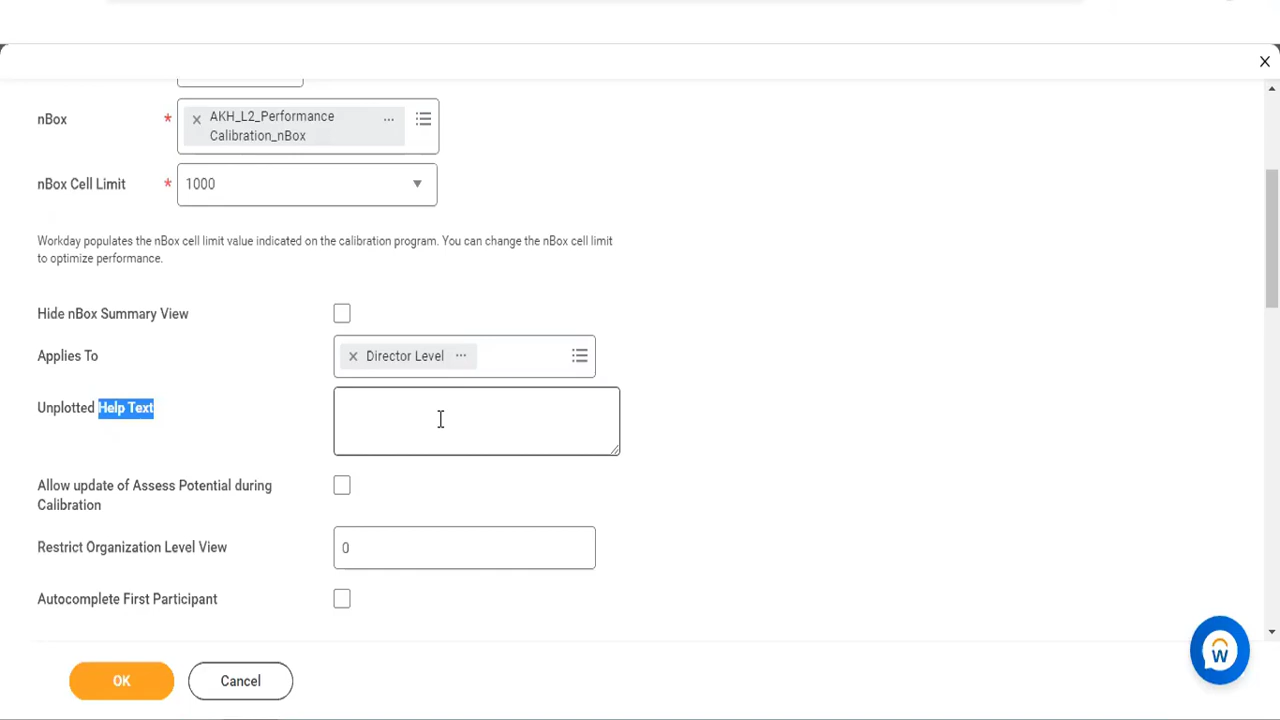 X
nBox * × AKH_L2_Performance ...
Calibration_nBox
nBox Cell Limit * 1000
Workday populates the nBox cell limit value indicated on the calibration program. You can change the nBox cell limit
to optimize performance.
Hide nBox Summary View
Applies To × Director Level ...
Unplotted Help Text
Allow update of Assess Potential during
Calibration
Restrict Organization Level View 0
Autocomplete First Participant
OK Cancel
W